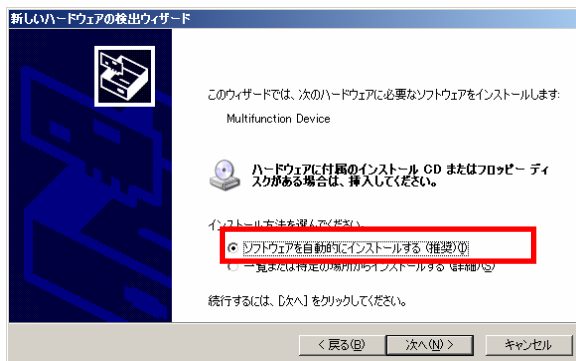 新しいハードウェアの検出ウィザード
このウィザードでは、次のハードウェアに必要なソフトウェアをインストールします:
Multifunction Device
ハードウェアに付属のインストール CD またはフロッピー ディ
スクがある場合は、挿入してください。
インストール方法を選んでください。
ソフトウェアを自動的にインストールする (推奨)(I)
一覧または特定の場所からインストールする (詳細)(S)
続行するには、[次へ] をクリックしてください。
< 戻る(B) 次へ(N) > キャンセル